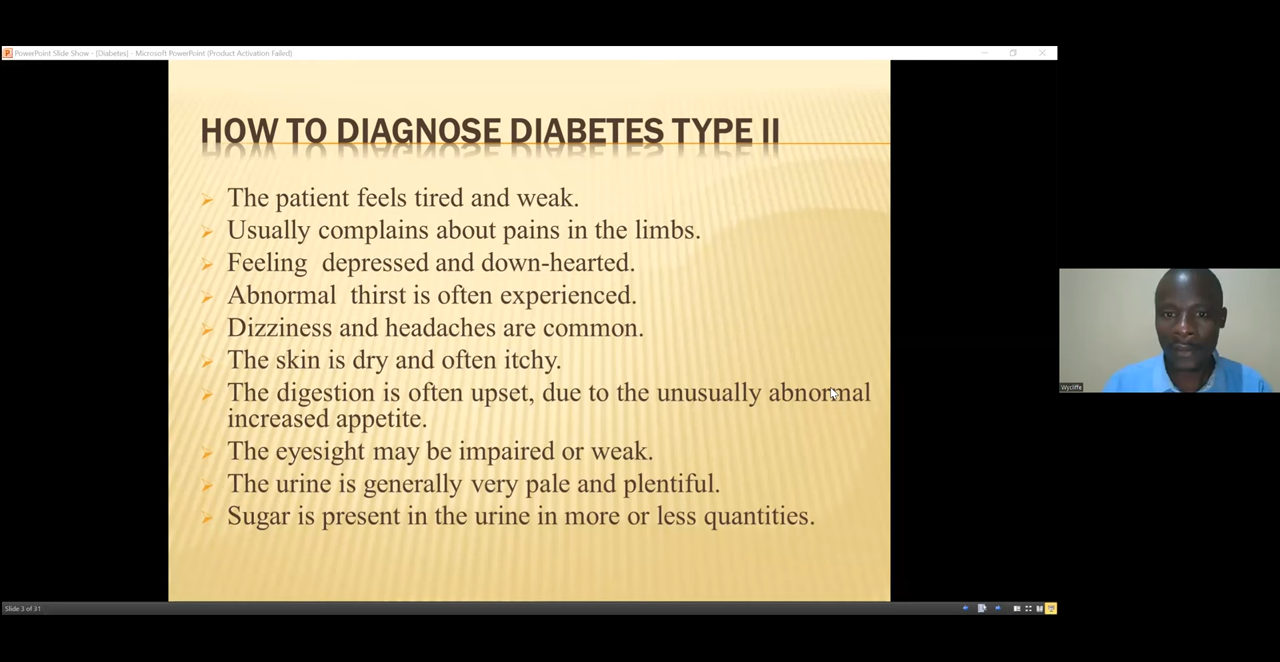 PowerPoint Slide Show - [Diabetes] - Microsoft PowerPoint (Product Activation Failed)
HOW TO DIAGNOSE DIABETES TYPE II
The patient feels tired and weak.
Usually complains about pains in the limbs.
Feeling depressed and down-hearted.
Abnormal thirst is often experienced.
Dizziness and headaches are common.
The skin is dry and often itchy.
The digestion is often upset, due to the unusually abnormal
increased appetite.
The eyesight may be impaired or weak.
The urine is generally very pale and plentiful.
Sugar is present in the urine in more or less quantities.
Wycliffe
Slide 3 of 31